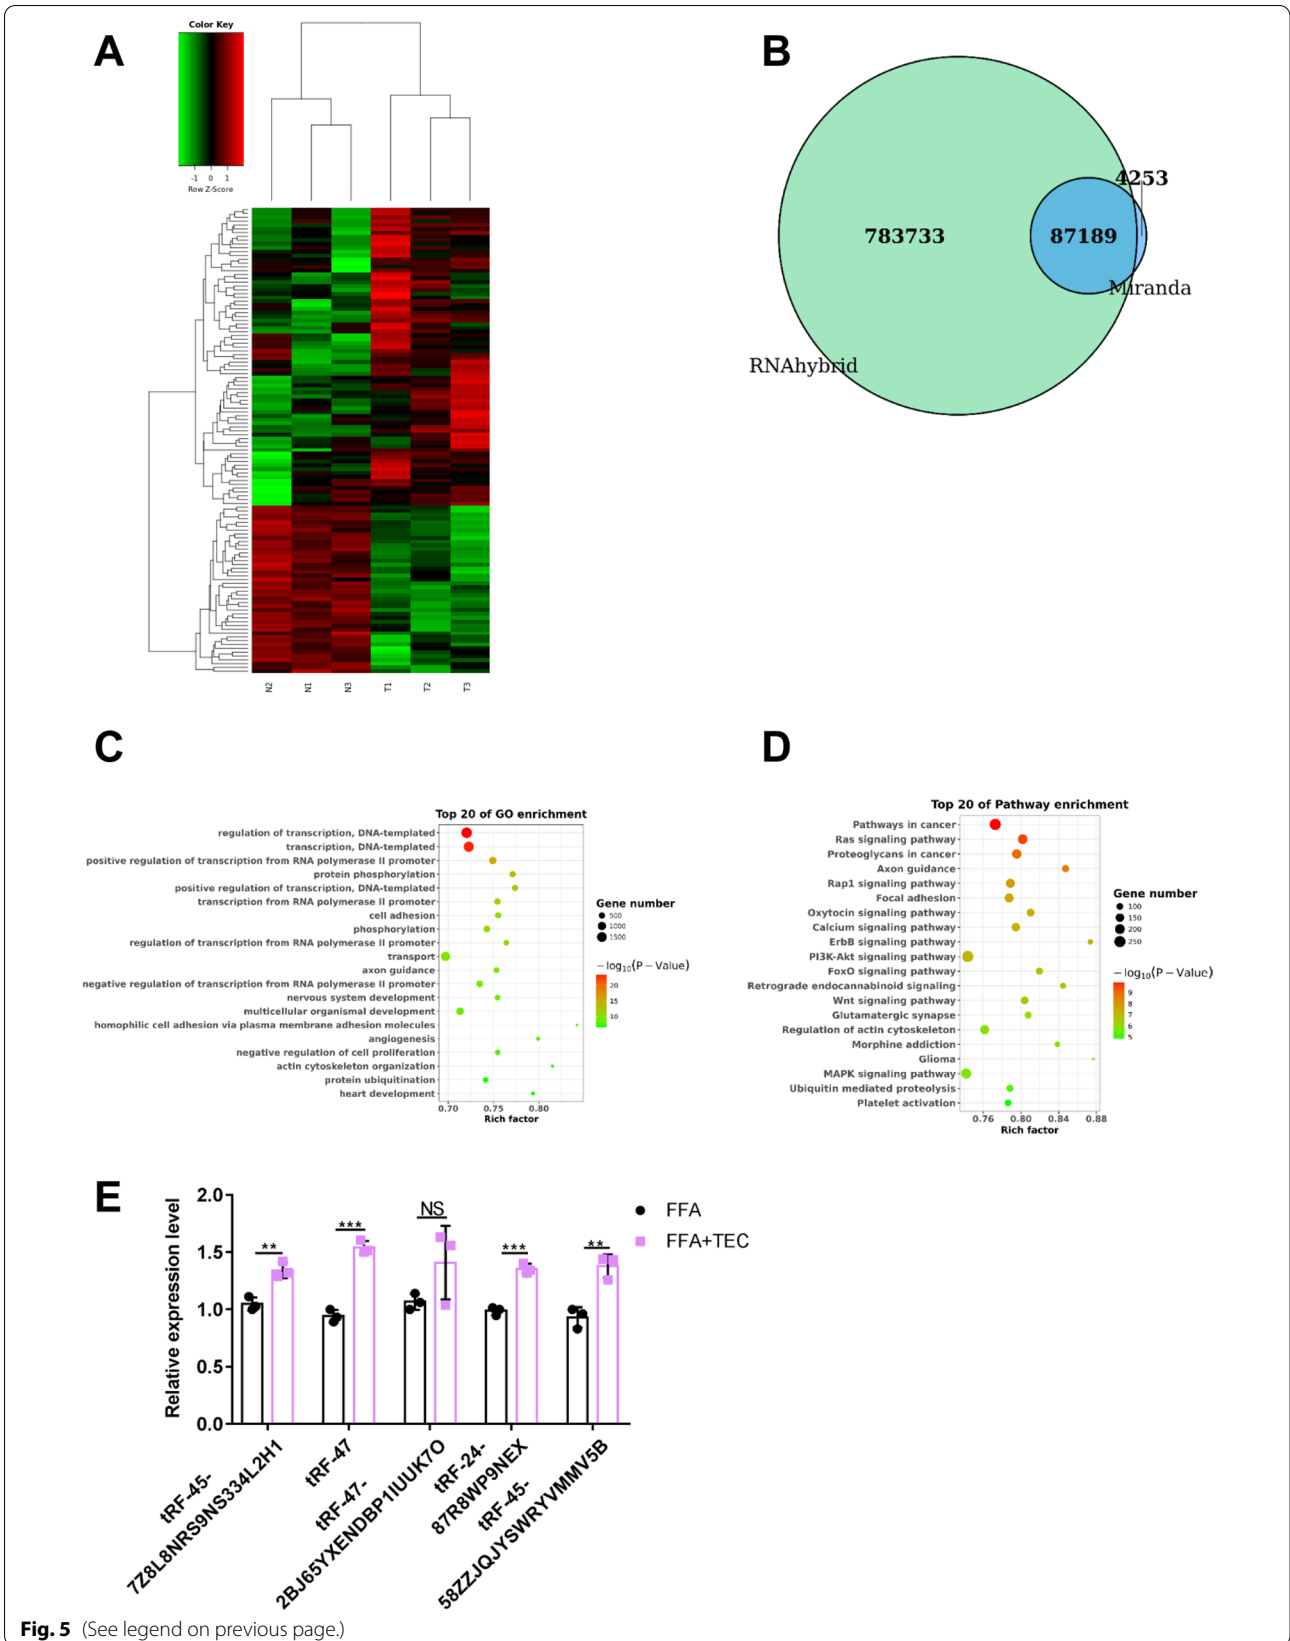 A
Color Key
-1 0 1
Row Z-Score
N2 N1 N3 T1 T2 T3
B
4253
783733
87189
Miranda
RNAhybrid
C
Top 20 of GO enrichment
regulation of transcription, DNA-templated
transcription, DNA-templated
positive regulation of transcription from RNA polymerase II promoter
protein phosphorylation
positive regulation of transcription, DNA-templated
transcription from RNA polymerase II promoter
cell adhesion
phosphorylation
regulation of transcription from RNA polymerase II promoter
transport
axon guidance
negative regulation of transcription from RNA polymerase II promoter
nervous system development
multicellular organismal development
homophilic cell adhesion via plasma membrane adhesion molecules
angiogenesis
negative regulation of cell proliferation
actin cytoskeleton organization
protein ubiquitination
heart development
0.70 0.75 0.80
Rich factor
Gene number
500
1000
1500
−log10(P−Value)
20
15
10
D
Top 20 of Pathway enrichment
Pathways in cancer
Ras signaling pathway
Proteoglycans in cancer
Axon guidance
Rap1 signaling pathway
Focal adhesion
Oxytocin signaling pathway
Calcium signaling pathway
ErbB signaling pathway
PI3K-Akt signaling pathway
FoxO signaling pathway
Retrograde endocannabinoid signaling
Wnt signaling pathway
Glutamatergic synapse
Regulation of actin cytoskeleton
Morphine addiction
Glioma
MAPK signaling pathway
Ubiquitin mediated proteolysis
Platelet activation
0.76 0.80 0.84 0.88
Rich factor
Gene number
100
150
200
250
−log10(P−Value)
9
8
7
6
5
E
Relative expression level
2.0
1.5
1.0
0.5
0.0
** *** NS *** **
FFA
FFA+TEC
tRF-45-
7Z8L8NRS9NS334L2H1
tRF-47
tRF-47-
2BJ65YXENDBP1IUUK7O
tRF-24-
87R8WP9NEX
tRF-45-
58ZZJQJYSWRYVMMV5B
Fig. 5 (See legend on previous page.)